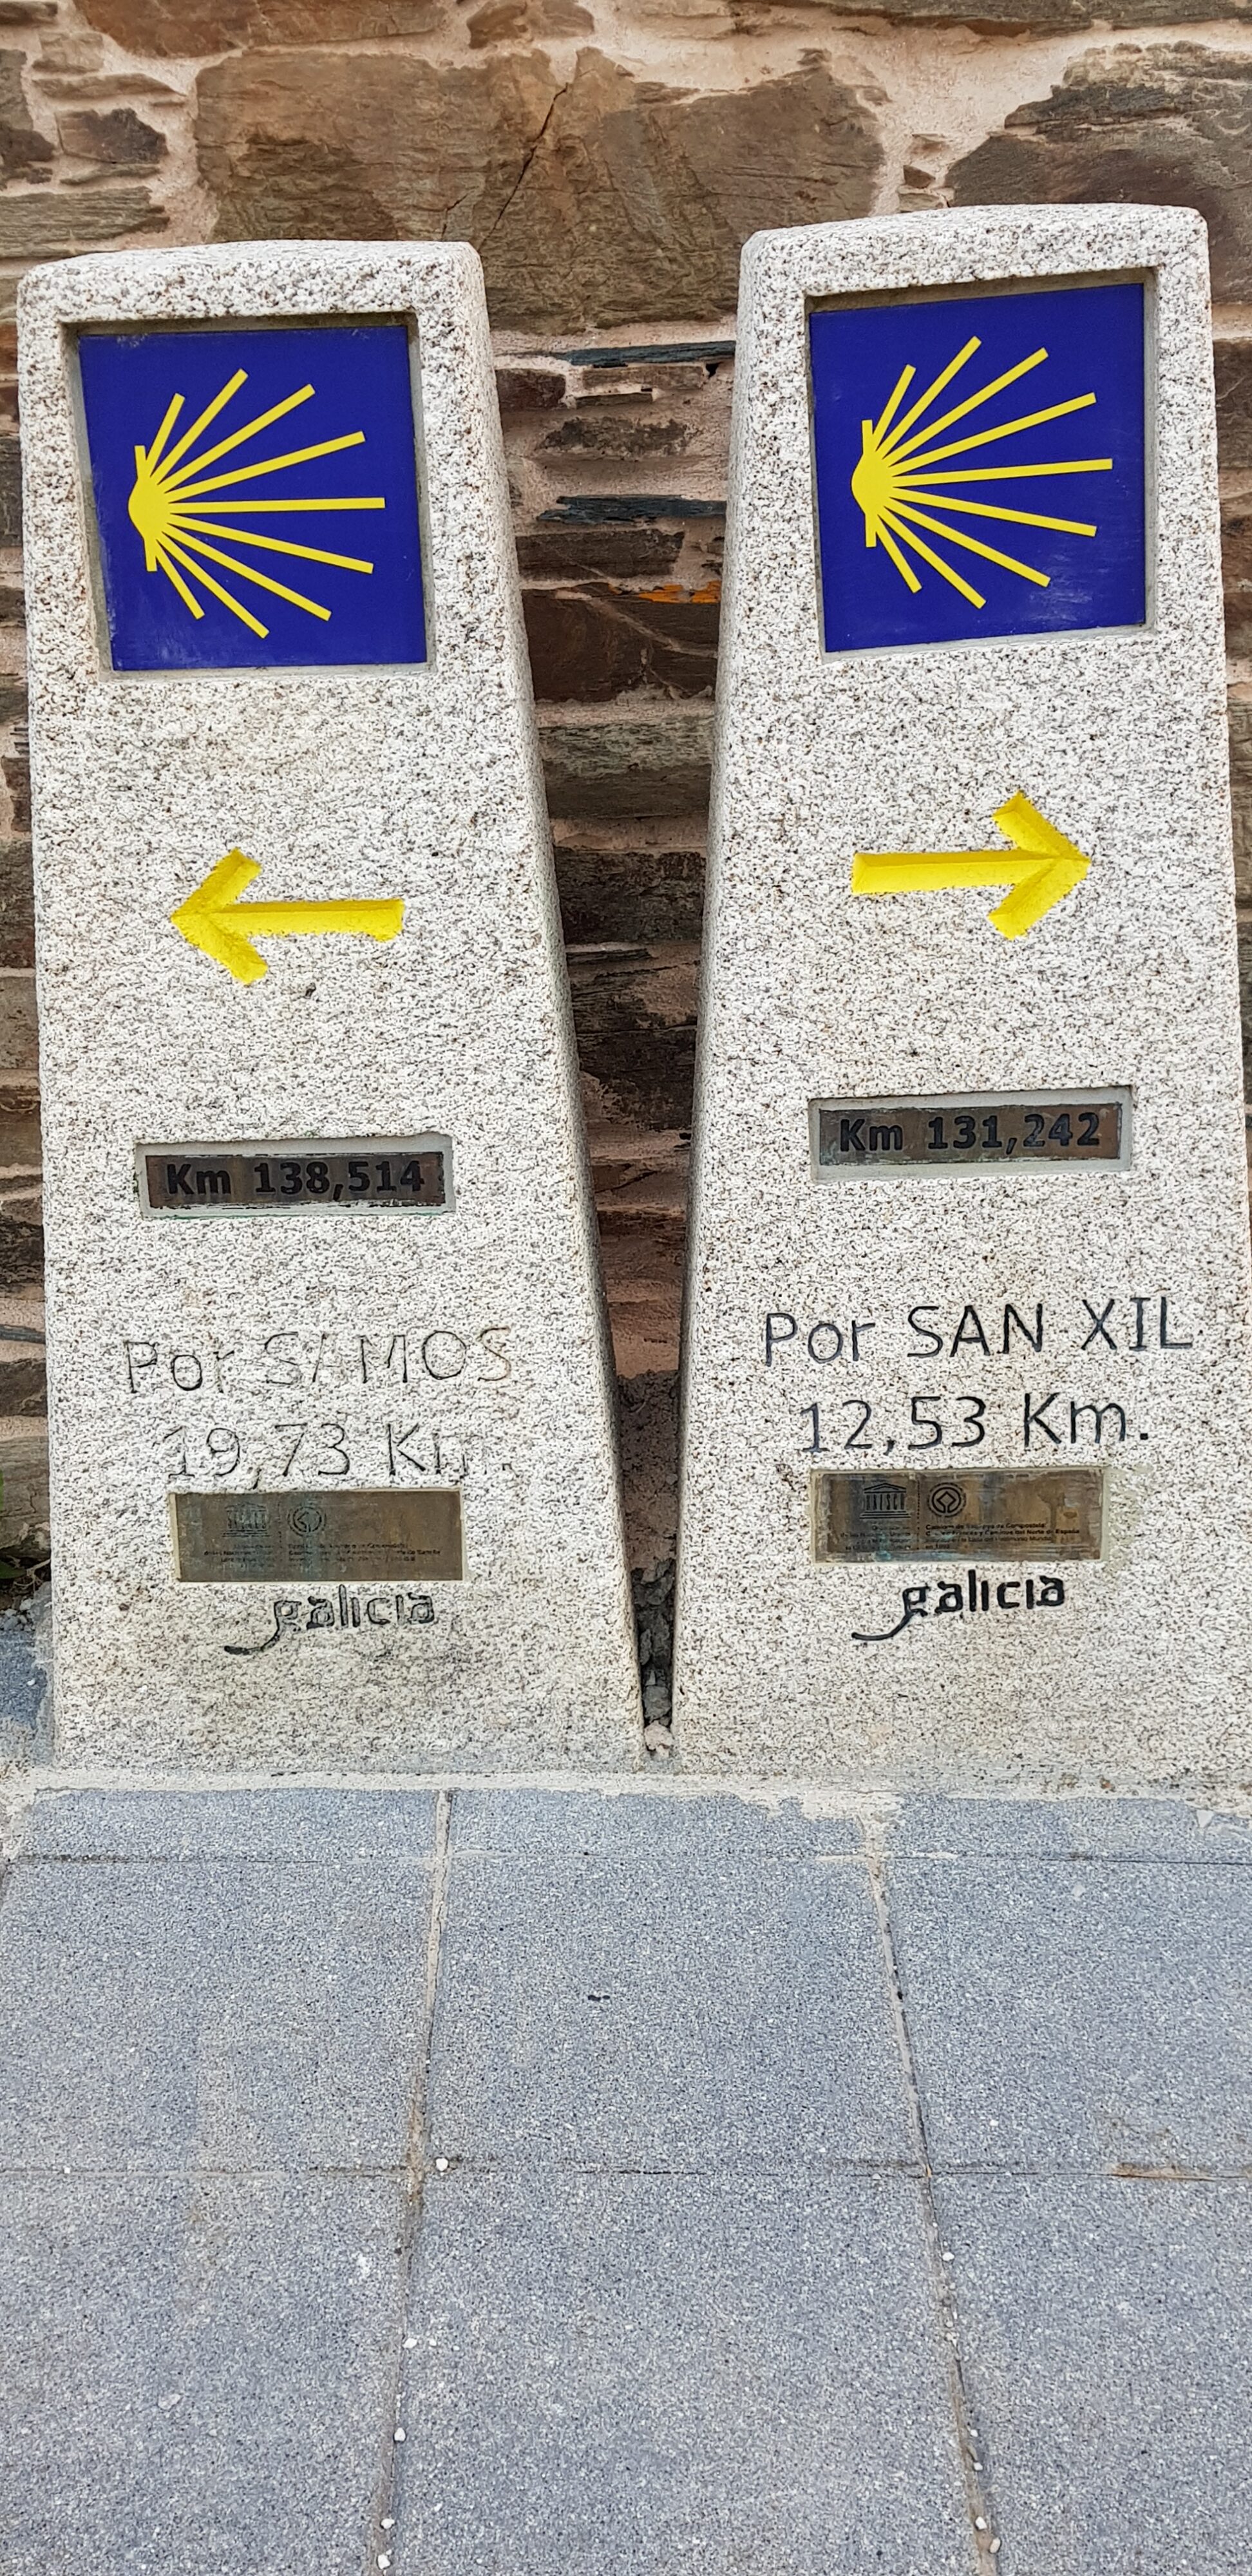 Km 138,514
Por SAMOS
19,73 Km.
galicia
Km 131,242
Por SAN XIL
12,53 Km.
UNESCO
galicia